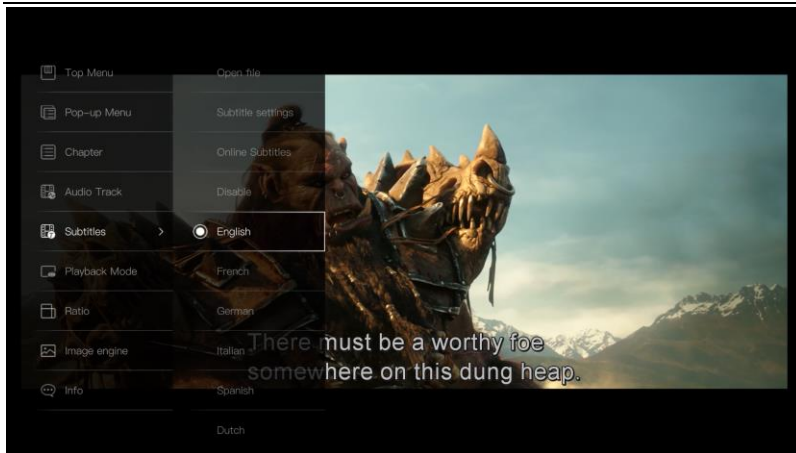 Top Menu
Pop-up Menu
Chapter
Audio Track
Subtitles >
Playback Mode
Ratio
Image engine
Info
Open file
Subtitle settings
Online Subtitles
Disable
English
French
German
Italian
Spanish
Dutch
There must be a worthy foe
somewhere on this dung heap.